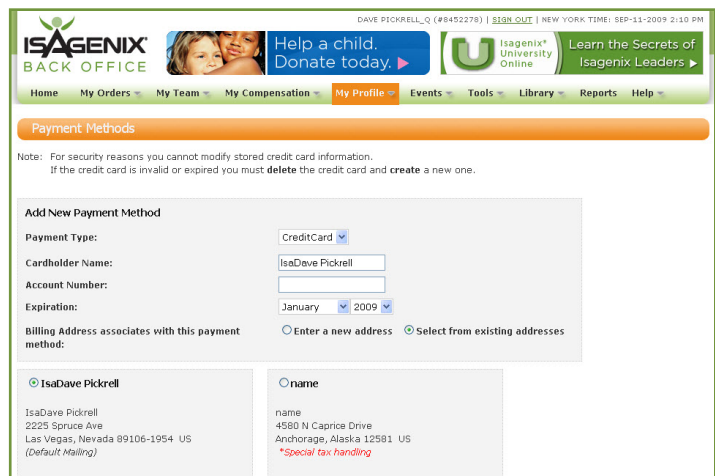 DAVE PICKRELL_Q (#8452278) | SIGN OUT | NEW YORK TIME: SEP-11-2009 2:10 PM
ISAGENIX®
BACK OFFICE
Help a child.
Donate today.
Isagenix®
University
Online
Learn the Secrets of
Isagenix Leaders
Home My Orders My Team My Compensation My Profile Events Tools Library Reports Help
Payment Methods
Note: For security reasons you cannot modify stored credit card information.
If the credit card is invalid or expired you must delete the credit card and create a new one.
Add New Payment Method
Payment Type: CreditCard
Cardholder Name: IsaDave Pickrell
Account Number:
Expiration: January 2009
Billing Address associates with this payment Enter a new address Select from existing addresses
method:
IsaDave Pickrell
IsaDave Pickrell
2225 Spruce Ave
Las Vegas, Nevada 89106-1954 US
(Default Mailing)
name
name
4580 N Caprice Drive
Anchorage, Alaska 12581 US
*Special tax handling